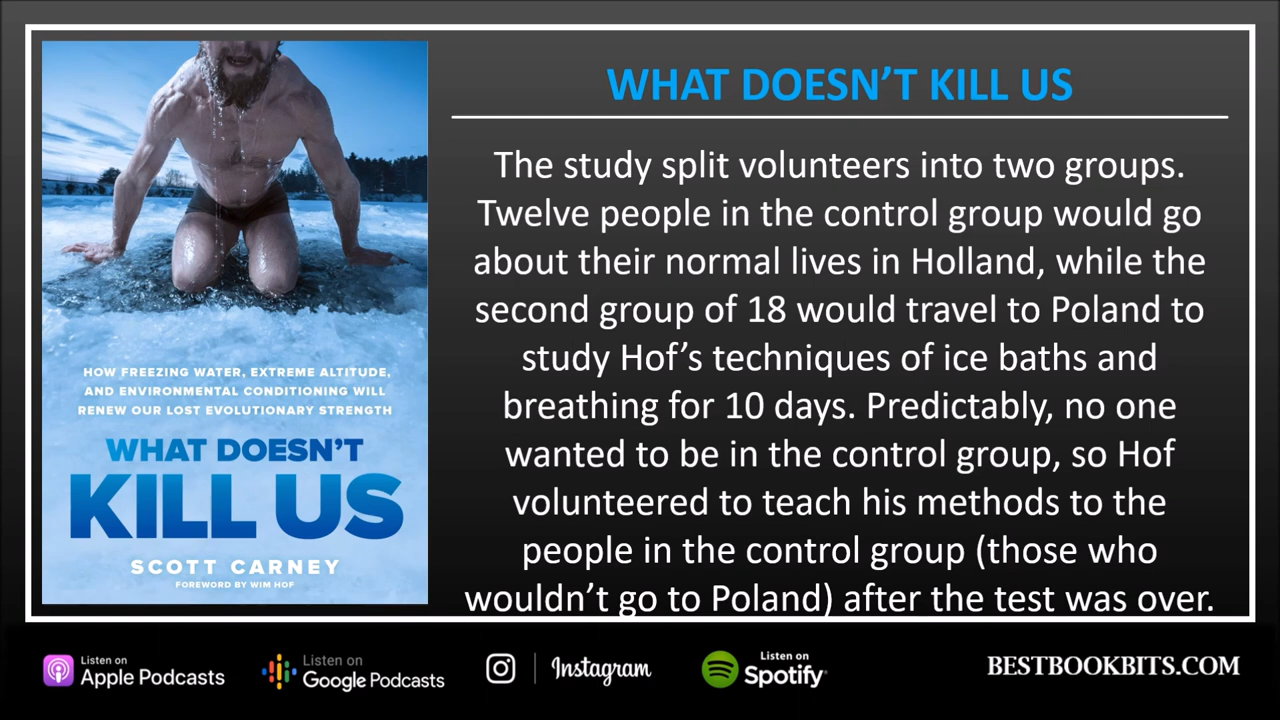 HOW FREEZING WATER, EXTREME ALTITUDE,
AND ENVIRONMENTAL CONDITIONING WILL
RENEW OUR LOST EVOLUTIONARY STRENGTH
WHAT DOESN'T
KILL US
SCOTT CARNEY
FOREWORD BY WIM HOF
WHAT DOESN’T KILL US
The study split volunteers into two groups.
Twelve people in the control group would go
about their normal lives in Holland, while the
second group of 18 would travel to Poland to
study Hof’s techniques of ice baths and
breathing for 10 days. Predictably, no one
wanted to be in the control group, so Hof
volunteered to teach his methods to the
people in the control group (those who
wouldn’t go to Poland) after the test was over.
Listen on
Apple Podcasts
Listen on
Google Podcasts
Instagram
Listen on
Spotify
BESTBOOKBITS.COM